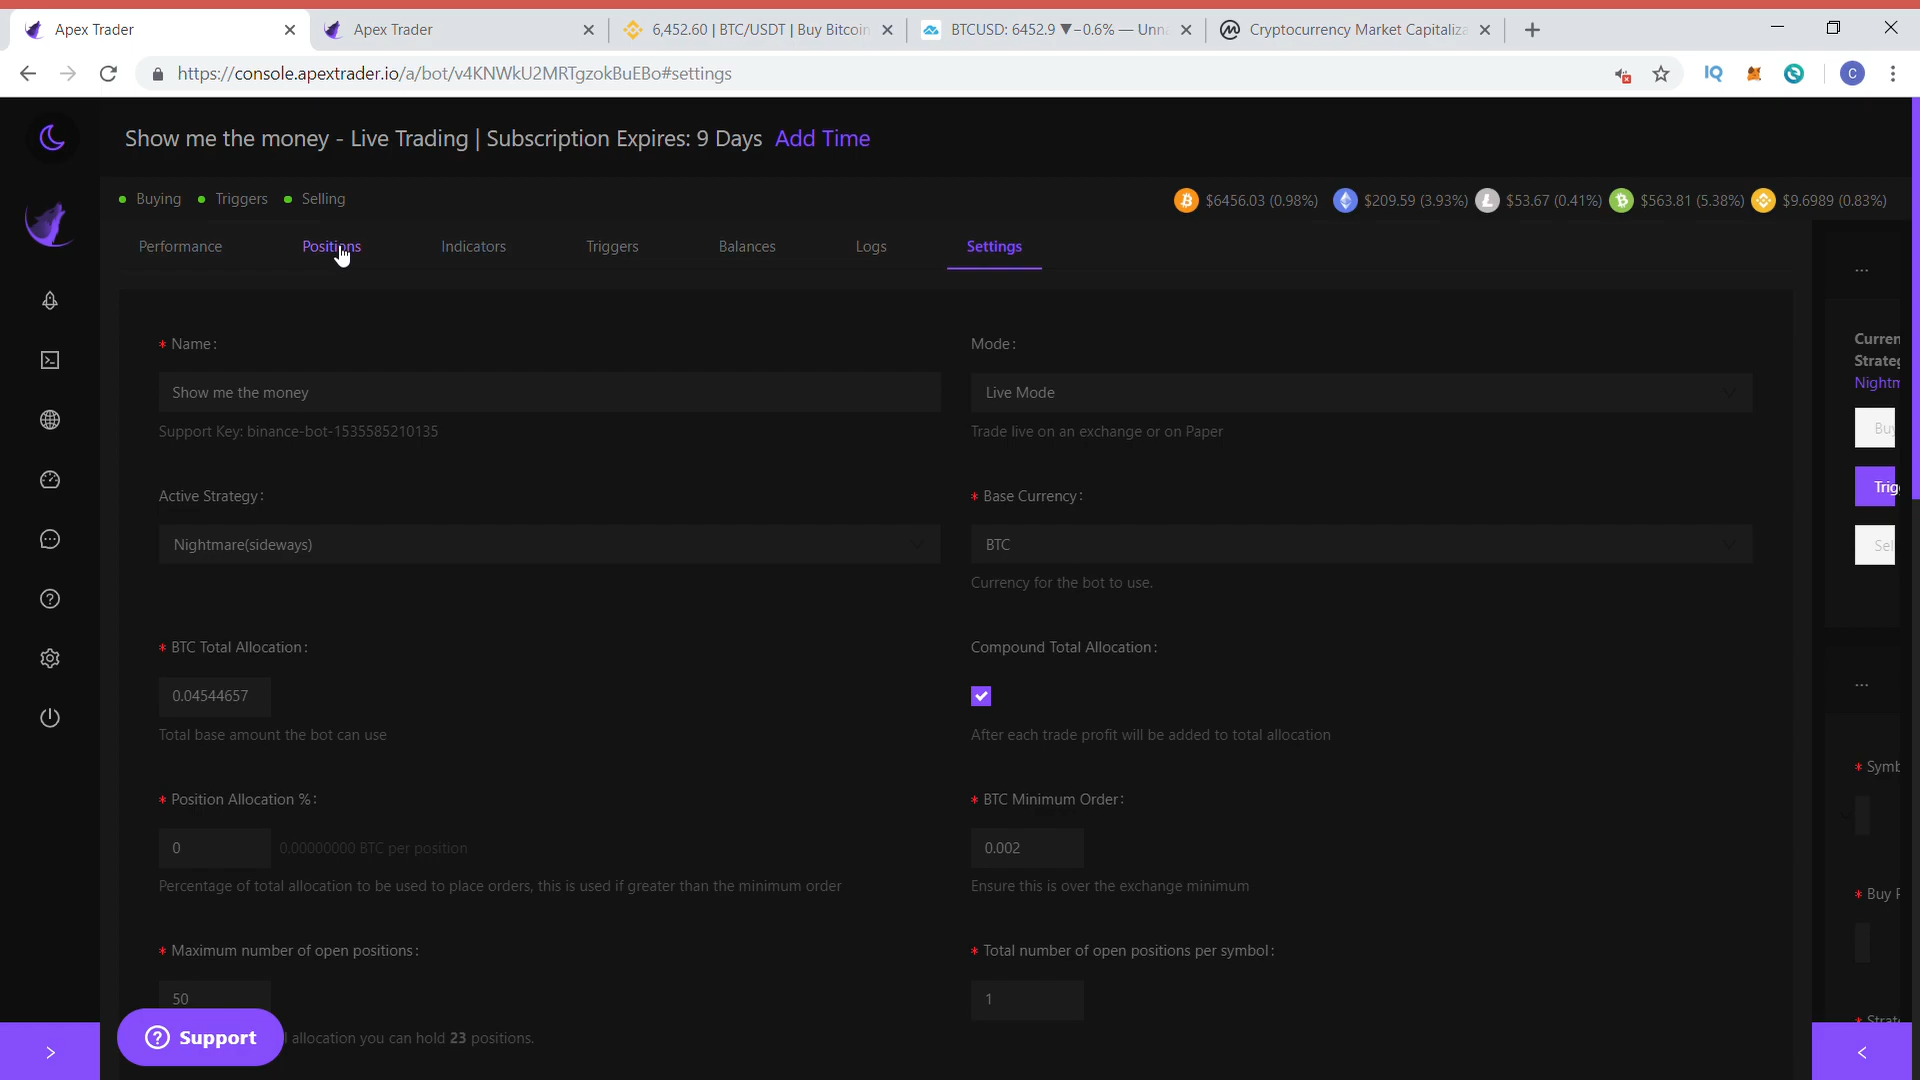 Apex Trader
Apex Trader
6,452.60 | BTC/USDT | Buy Bitcoin
BTCUSD: 6452.9 ▼−0.6% — Unn
Cryptocurrency Market Capitaliza
https://console.apextrader.io/a/bot/v4KNWkU2MRTgzokBuEBo#settings
IQ
C
Show me the money - Live Trading | Subscription Expires: 9 Days Add Time
Buying Triggers Selling
$6456.03 (0.98%) $209.59 (3.93%) $53.67 (0.41%) $563.81 (5.38%) $9.6989 (0.83%)
Performance Positions Indicators Triggers Balances Logs Settings
* Name:
Mode:
Show me the money
Live Mode
Support Key: binance-bot-1535585210135
Trade live on an exchange or on Paper
Active Strategy:
* Base Currency:
Nightmare(sideways)
BTC
Currency for the bot to use.
* BTC Total Allocation:
Compound Total Allocation:
0.04544657
Total base amount the bot can use
After each trade profit will be added to total allocation
* Position Allocation %:
* BTC Minimum Order:
0
0.00000000 BTC per position
0.002
Percentage of total allocation to be used to place orders, this is used if greater than the minimum order
Ensure this is over the exchange minimum
* Maximum number of open positions:
* Total number of open positions per symbol:
50
1
allocation you can hold 23 positions.
Support
...
Curren
Strateg
Nightm
Buy
Trig
Sel
...
* Symb
* Buy P
* Strat